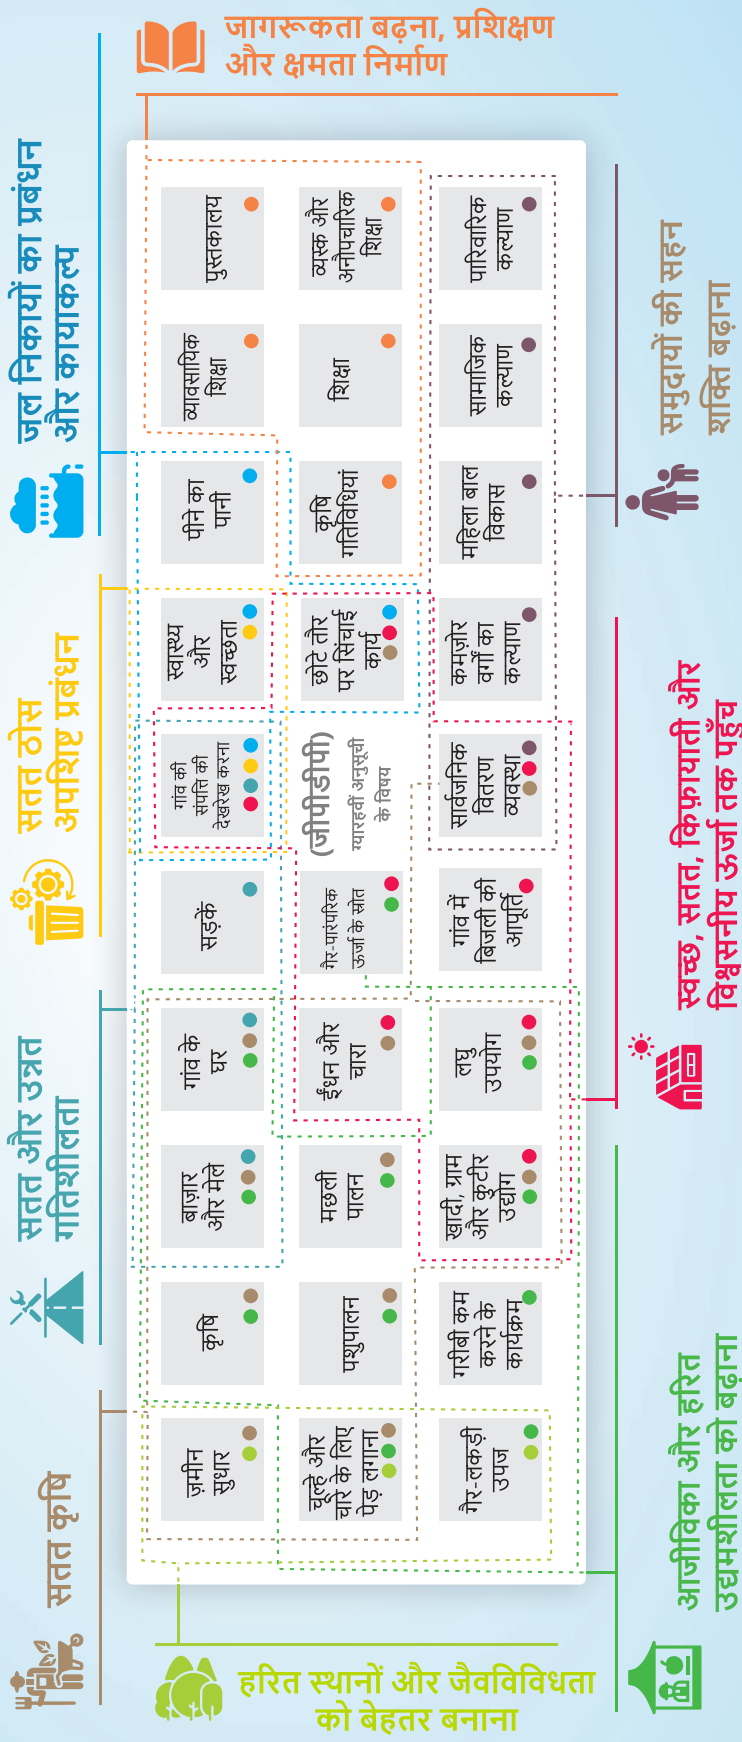 जागरूकता बढ़ना, प्रशिक्षण
और क्षमता निर्माण
जल निकायों का प्रबंधन
और कायाकल्प
सतत ठोस
अपशिष्ट प्रबंधन
सतत और उन्नत
गतिशीलता
सतत कृषि
पुस्तकालय
व्यस्क और
अनौपचारिक
शिक्षा
पारिवारिक
कल्याण
व्यावसायिक
शिक्षा
शिक्षा
सामाजिक
कल्याण
पीने का
पानी
कृषि
गतिविधियां
महिला बाल
विकास
स्वास्थ्य
और
स्वच्छता
छोटे तौर
पर सिंचाई
कार्य
कमज़ोर
वर्गों का
कल्याण
गांव की
संपत्ति की
देखरेख करना
(जीपीडीपी)
ग्यारहवीं अनुसूची
के विषय
सार्वजनिक
वितरण
व्यवस्था
सड़कें
गैर-पारंपरिक
ऊर्जा के स्रोत
गांव में
बिजली की
आपूर्ति
गांव के
घर
ईंधन और
चारा
लघु
उपयोग
बाज़ार
और मेले
मछली
पालन
खादी, ग्राम
और कुटीर
उद्योग
कृषि
पशुपालन
गरीबी कम
करने के
कार्यक्रम
ज़मीन
सुधार
चूल्हे और
चारे के लिए
पेड़ लगाना
गैर-लकड़ी
उपज
समुदायों की सहन
शक्ति बढ़ाना
स्वच्छ, सतत, किफ़ायाती और
विश्वसनीय ऊर्जा तक पहुँच
आजीविका और हरित
उद्यमशीलता को बढ़ाना
हरित स्थानों और जैवविविधता
को बेहतर बनाना